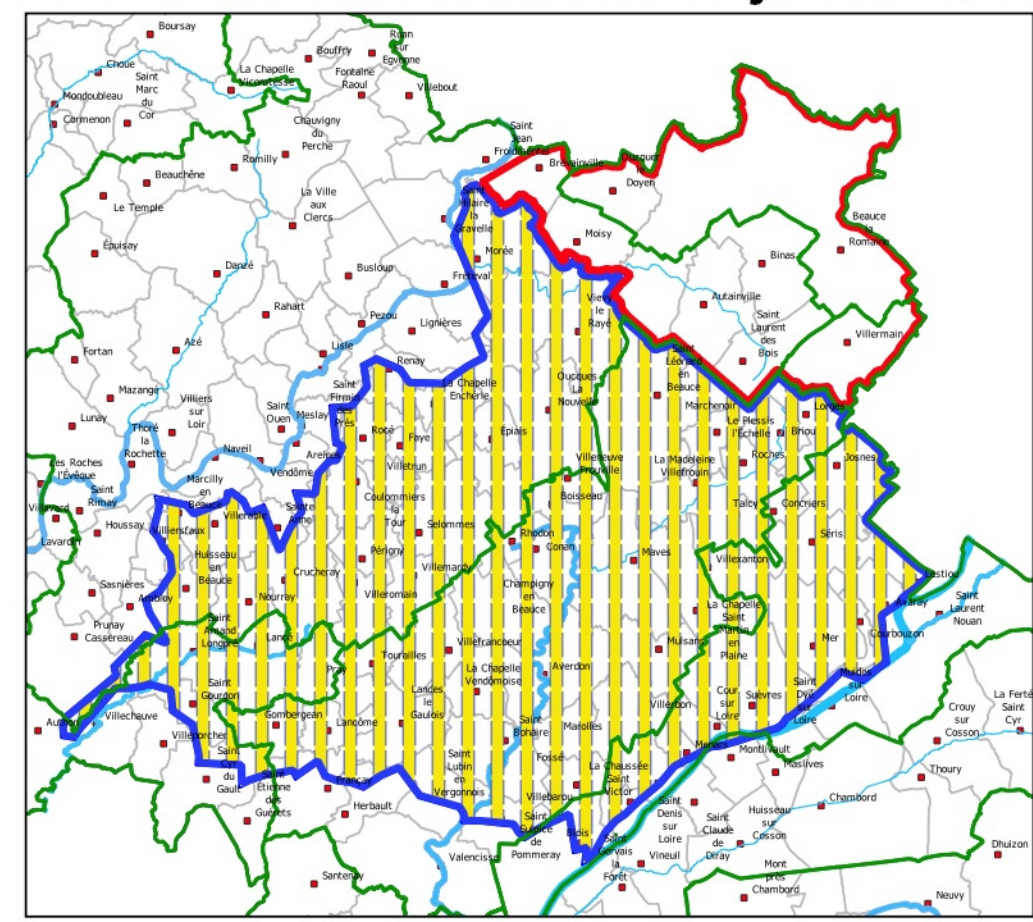 Boursay
Choue
Saint
Marc
du
Cor
Mondoubleau
Cormenon
La Chapelle
Vicomtesse
Bouffry
Fontaine
Raoul
Ruan
sur
Egvonne
Villebout
Chauvigny
du
Perche
Romilly
Beauchêne
Le Temple
La Ville
aux
Clercs
Épuisay
Danzé
Busloup
Rahart
Pezou
Lignières
Fréteval
Morée
Saint
Hilaire
la
Gravelle
Saint
Jean
Froidmentel
Brévainville
Ouzouer
le
Doyen
Moisy
Beauce
la
Romaine
Binas
Autainville
Saint
Laurent
des
Bois
Villermain
Vievy
le
Rayé
Saint
Léonard
en
Beauce
Oucques
La
Nouvelle
Marchenoir
Lorges
Le Plessis
l'Échelle
Briou
Roches
Josnes
Fortan
Azé
Lisle
Renay
La Chapelle
Enchérie
Mazangé
Lunay
Villiers
sur
Loir
Thoré
la
Rochette
Naveil
Saint
Ouen
Meslay
Saint
Firmin
des
Prés
Areines
Vendôme
Rocé
Faye
Villetrun
Épiais
Villeneuve
Frouville
Boisseau
La Madeleine
Villefrouin
Talcy
Concriers
Séris
Les Roches
l'Évêque
Saint
Rimay
Villavard
Lavardin
Houssay
Marcilly
en
Beauce
Villerable
Sainte
Anne
Villiersfaux
Huisseau
en
Beauce
Coulommiers
la
Tour
Selommes
Périgny
Crucheray
Villeromain
Villemardy
Rhodon
Conan
Champigny
en
Beauce
Maves
Villexanton
Sasnières
Ambloy
Nourray
Prunay
Cassereau
Saint
Amand
Longpré
Lancé
Saint
Gourgon
Pray
Tourailles
Villefrancoeur
La Chapelle
Vendômoise
Averdon
Mulsans
La Chapelle
Saint
Martin
en
Plaine
Mer
Courbouzon
Avaray
Lestiou
Saint
Laurent
Nouan
Muides
sur
Loire
Authon
Villechauve
Villeporcher
Saint
Cyr
du
Gault
Gombergean
Lancôme
Landes
le
Gaulois
Saint
Bohaire
Marolles
Villerbon
Cour
sur
Loire
Suèvres
Saint
Dyé
sur
Loire
Crouy
sur
Cosson
La Ferté
Saint
Cyr
Saint
Étienne
des
Guérets
Françay
Herbault
Saint
Lubin
en
Vergonnois
Fossé
Villebarou
La Chaussée
Saint
Victor
Menars
Montlivault
Maslives
Chambord
Thoury
Saint
Sulpice
de
Pommeray
Blois
Saint
Gervais
la
Forêt
Saint
Denis
sur
Loire
Vineuil
Saint
Claude
de
Diray
Huisseau
sur
Cosson
Mont
près
Chambord
Dhuizon
Neuvy
Santenay
Valencisse